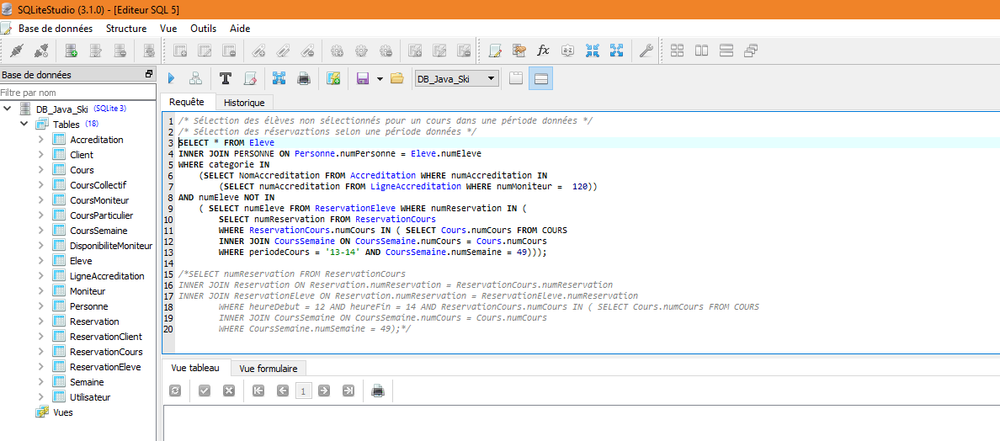 SQLiteStudio (3.1.0) - [Editeur SQL 5]
Base de données Structure Vue Outils Aide
Base de données
DB_Java_Ski
Filtre par nom
Requête Historique
DB_Java_Ski (SQLite 3)
Tables (18)
Accreditation
Client
Cours
CoursCollectif
CoursMoniteur
CoursParticulier
CoursSemaine
DisponibiliteMoniteur
Eleve
LigneAccreditation
Moniteur
Personne
Reservation
ReservationClient
ReservationCours
ReservationEleve
Semaine
Utilisateur
Vues
1 /* Sélection des élèves non sélectionnés pour un cours dans une période données */
2 /* Sélection des réservaztions selon une période données */
3 SELECT * FROM Eleve
4 INNER JOIN PERSONNE ON Personne.numPersonne = Eleve.numEleve
5 WHERE categorie IN
6 (SELECT NomAccreditation FROM Accreditation WHERE numAccreditation IN
7 (SELECT numAccreditation FROM LigneAccreditation WHERE numMoniteur = 120))
8 AND numEleve NOT IN
9 ( SELECT numEleve FROM ReservationEleve WHERE numReservation IN (
10 SELECT numReservation FROM ReservationCours
11 WHERE ReservationCours.numCours IN ( SELECT Cours.numCours FROM COURS
12 INNER JOIN CoursSemaine ON CoursSemaine.numCours = Cours.numCours
13 WHERE periodeCours = '13-14' AND CoursSemaine.numSemaine = 49)));
14
15 /*SELECT numReservation FROM ReservationCours
16 INNER JOIN Reservation ON Reservation.numReservation = ReservationCours.numReservation
17 INNER JOIN ReservationEleve ON Reservation.numReservation = ReservationEleve.numReservation
18 WHERE heureDebut = 12 AND heureFin = 14 AND ReservationCours.numCours IN ( SELECT Cours.numCours FROM COURS
19 INNER JOIN CoursSemaine ON CoursSemaine.numCours = Cours.numCours
20 WHERE CoursSemaine.numSemaine = 49);*/
Vue tableau Vue formulaire
1